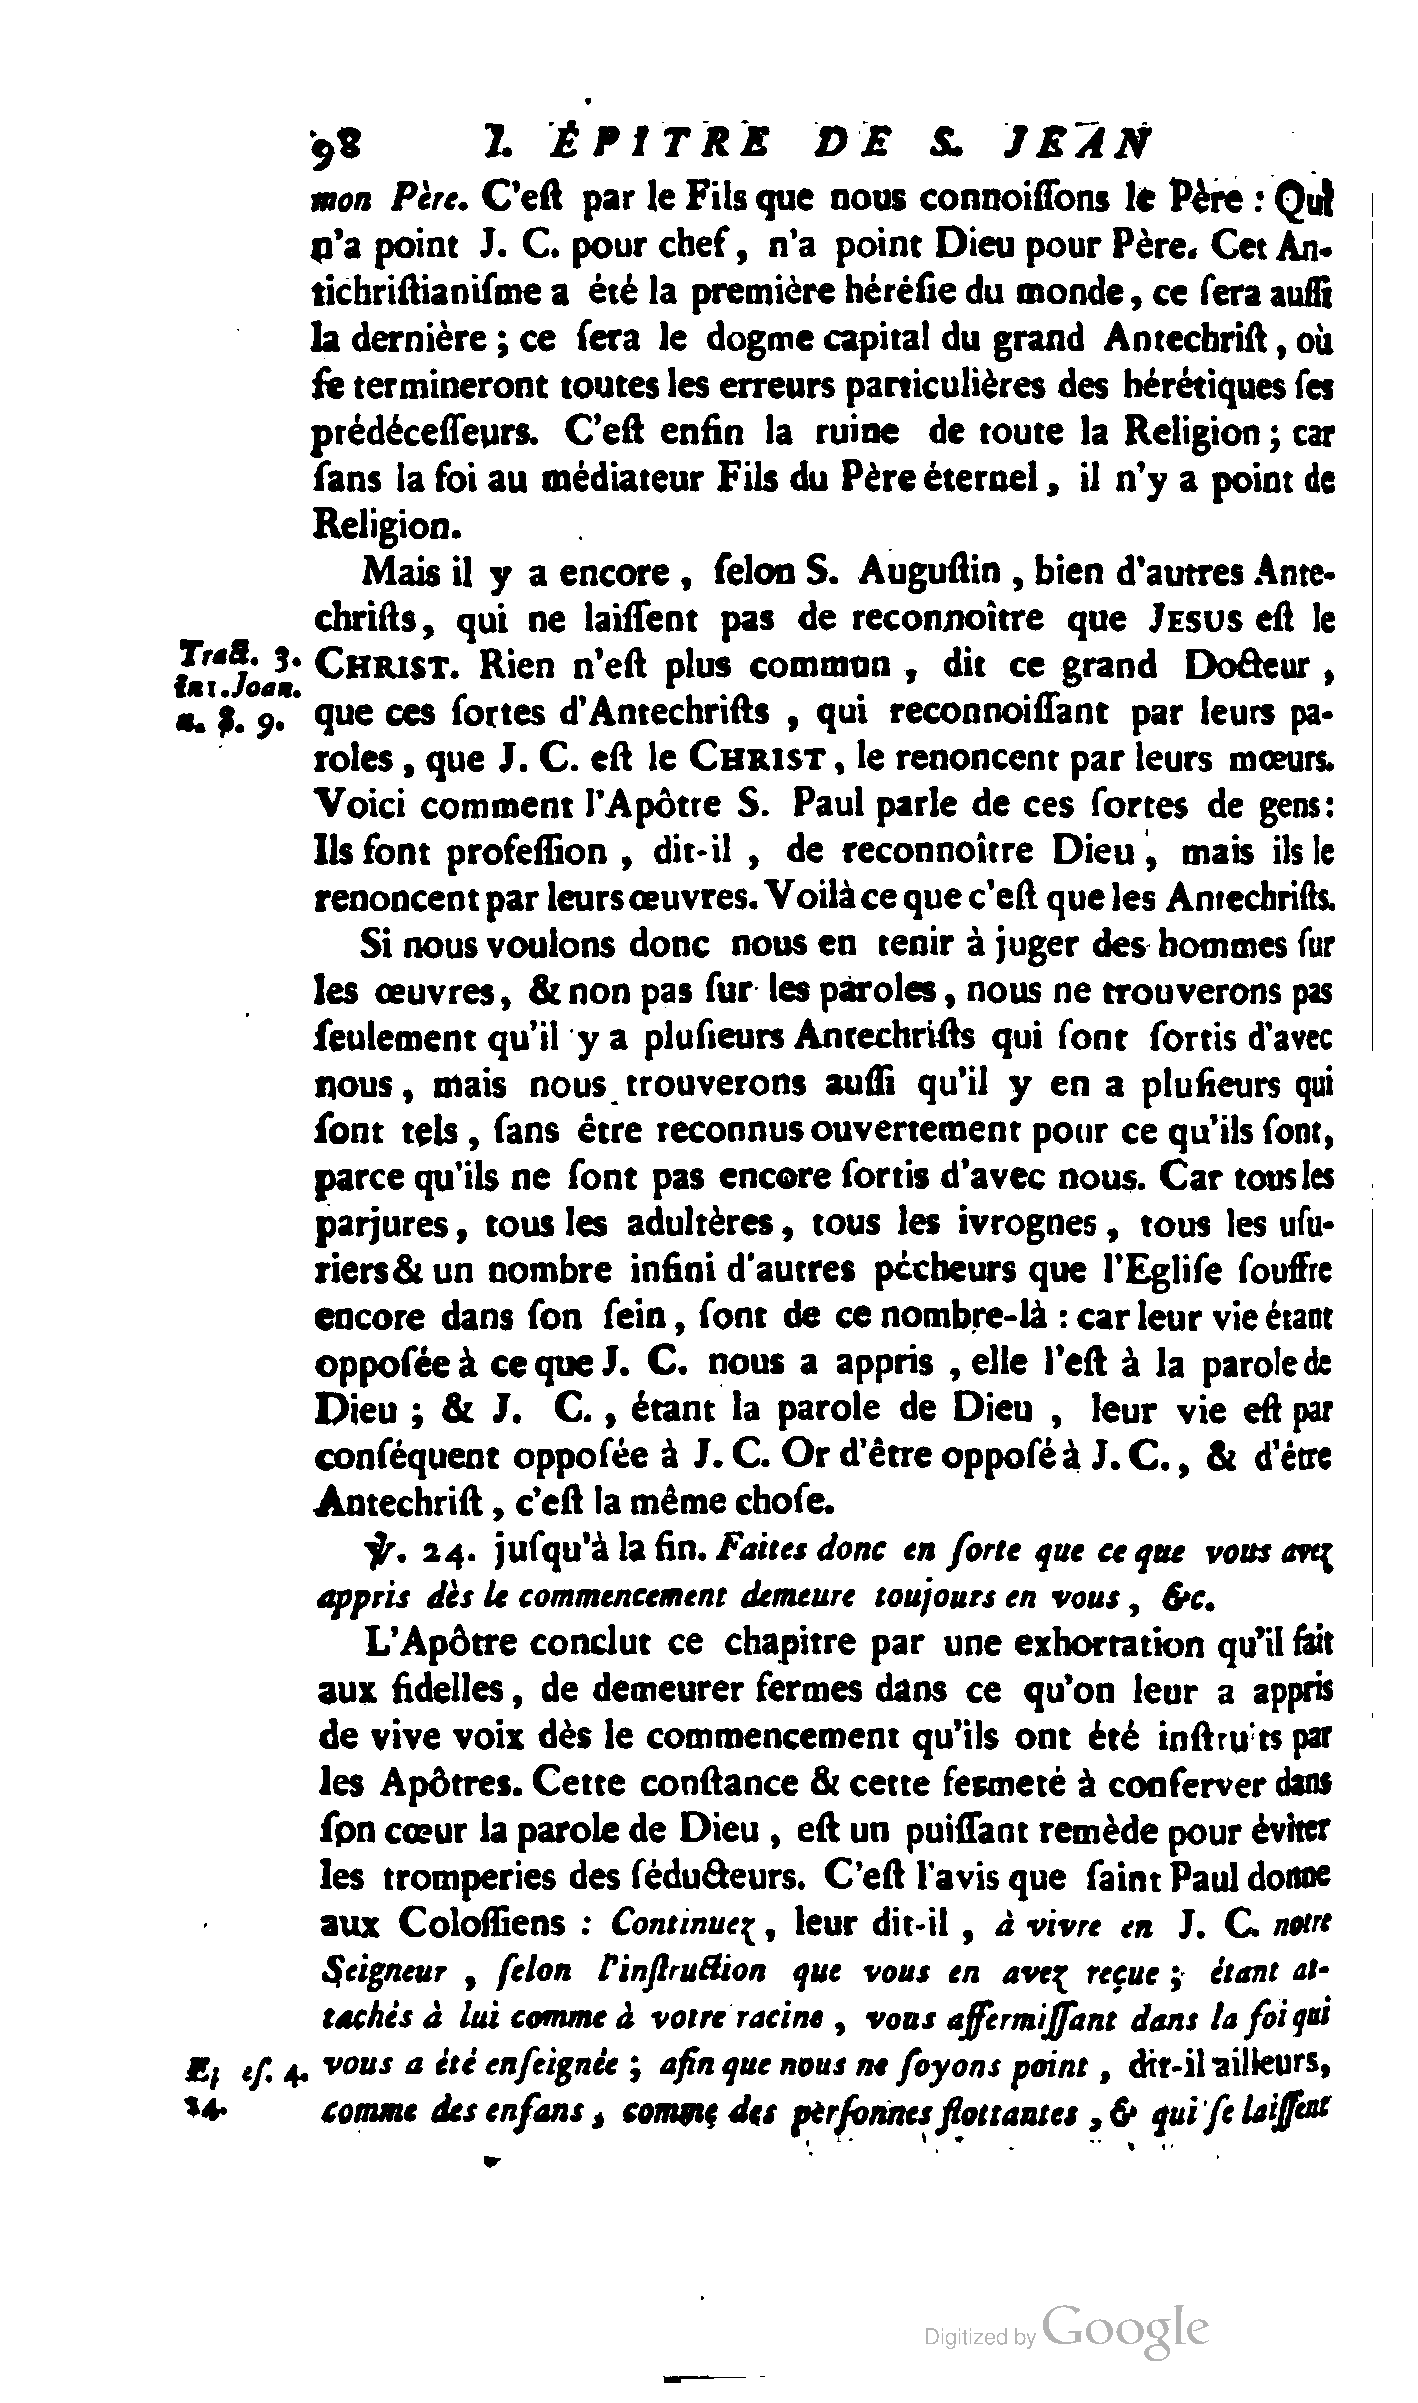 98 I. ÉPITRE DE S. JEAN
mon Père. C'eſt par le Fils que nous connoiſſons le Père : Qui
n'a point J. C. pour chef, n'a point Dieu pour Père. Cet An-
tichriſtianiſme a été la première héréſie du monde, ce ſera auſſi
la dernière ; ce ſera le dogme capital du grand Antechriſt, où
ſe termineront toutes les erreurs particulières des hérétiques ſes
prédéceſſeurs. C'eſt enfin la ruine de toute la Religion ; car
ſans la foi au médiateur Fils du Père éternel, il n'y a point de
Religion.
Mais il y a encore, ſelon S. Auguſtin, bien d'autres Ante-
chriſts, qui ne laiſſent pas de reconnoître que JESUS eſt le
Tract. 3.
in 1. Joan.
n. 8. 9.
CHRIST. Rien n'eſt plus commun, dit ce grand Docteur,
que ces ſortes d'Antechriſts, qui reconnoiſſant par leurs pa-
roles, que J. C. eſt le CHRIST, le renoncent par leurs mœurs.
Voici comment l'Apôtre S. Paul parle de ces ſortes de gens:
Ils font profeſſion, dit-il, de reconnoître Dieu, mais ils le
renoncent par leurs œuvres. Voilà ce que c'eſt que les Antechriſts.
Si nous voulons donc nous en tenir à juger des hommes ſur
les œuvres, & non pas ſur les paroles, nous ne trouverons pas
ſeulement qu'il y a pluſieurs Antechriſts qui ſont ſortis d'avec
nous, mais nous trouverons auſſi qu'il y en a pluſieurs qui
ſont tels, ſans être reconnus ouvertement pour ce qu'ils ſont,
parce qu'ils ne ſont pas encore ſortis d'avec nous. Car tous les
parjures, tous les adultères, tous les ivrognes, tous les uſu-
riers & un nombre infini d'autres pécheurs que l'Egliſe ſouffre
encore dans ſon ſein, ſont de ce nombre-là : car leur vie étant
oppoſée à ce que J. C. nous a appris, elle l'eſt à la parole de
Dieu ; & J. C., étant la parole de Dieu, leur vie eſt par
conſéquent oppoſée à J. C. Or d'être oppoſé à J. C., & d'être
Antechriſt, c'eſt la même choſe.
℣. 24. juſqu'à la fin. Faites donc en ſorte que ce que vous avez
appris dès le commencement demeure toujours en vous, &c.
L'Apôtre conclut ce chapitre par une exhortation qu'il fait
aux fidelles, de demeurer fermes dans ce qu'on leur a appris
de vive voix dès le commencement qu'ils ont été inſtruits par
les Apôtres. Cette conſtance & cette fermeté à conſerver dans
ſon cœur la parole de Dieu, eſt un puiſſant remède pour éviter
les tromperies des ſéducteurs. C'eſt l'avis que ſaint Paul donne
aux Coloſſiens : Continuez, leur dit-il, à vivre en J. C. notre
Seigneur, ſelon l'inſtruction que vous en avez reçue ; étant at-
tachés à lui comme à votre racine, vous affermiſſant dans la foi qui
Epheſ. 4.
14.
vous a été enſeignée ; afin que nous ne ſoyons point, dit-il ailleurs,
comme des enfans, comme des perſonnes flottantes, & qui ſe laiſſent
Digitized by Google